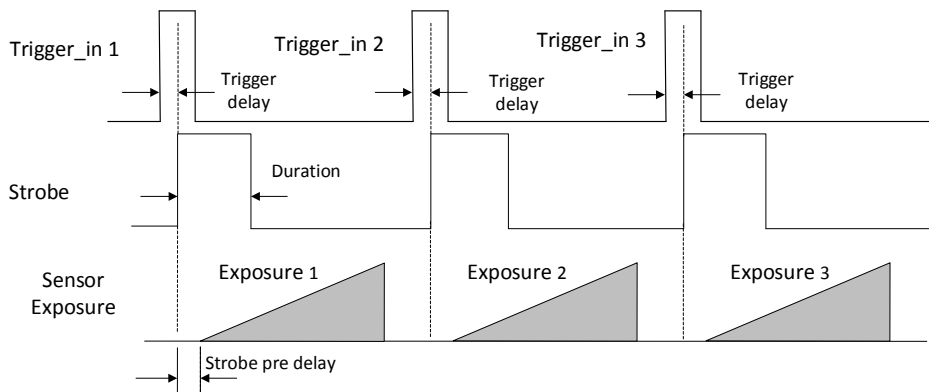 Trigger_in 1
Trigger_in 2
Trigger_in 3
Trigger
delay
Trigger
delay
Trigger
delay
Strobe
Duration
Sensor
Exposure
Exposure 1
Exposure 2
Exposure 3
Strobe pre delay